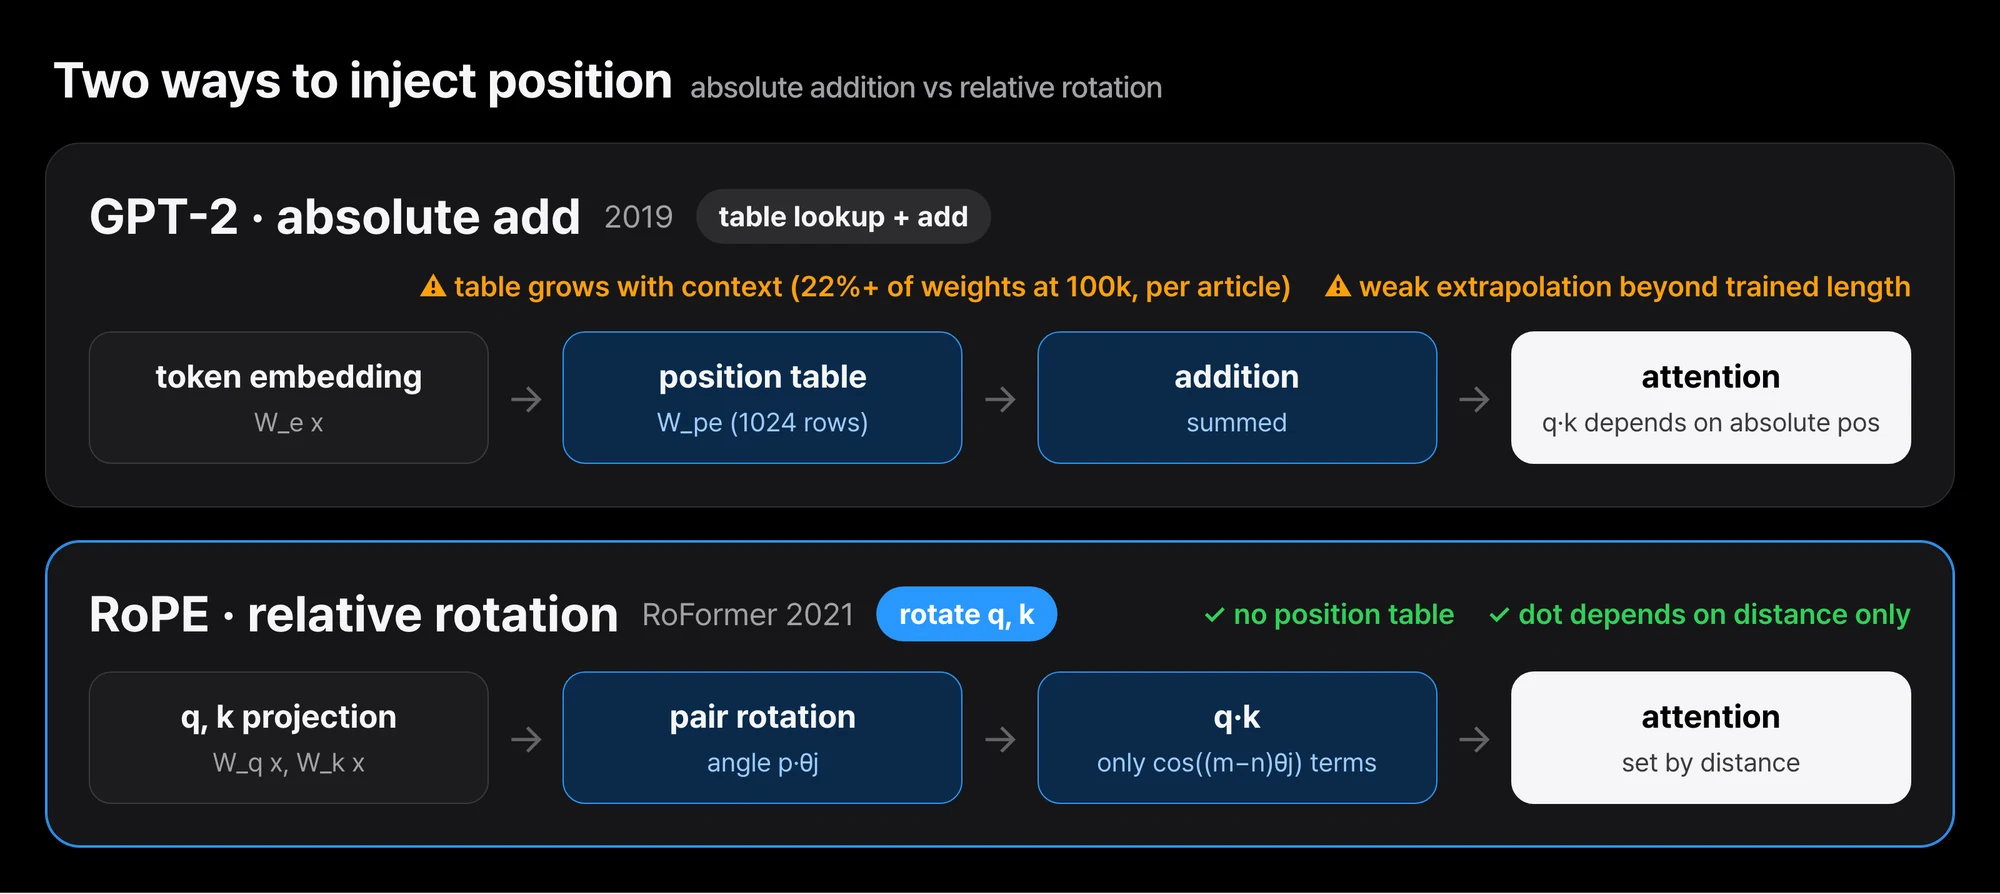 Two ways to inject position absolute addition vs relative rotation
GPT-2 · absolute add 2019 table lookup + add
⚠ table grows with context (22%+ of weights at 100k, per article) ⚠ weak extrapolation beyond trained length
token embedding → position table → addition → attention
W_e x W_pe (1024 rows) summed q·k depends on absolute pos
RoPE · relative rotation RoFormer 2021 rotate q, k ✓ no position table ✓ dot depends on distance only
q, k projection → pair rotation → q·k → attention
W_q x, W_k x angle p·θj only cos((m−n)θj) terms set by distance